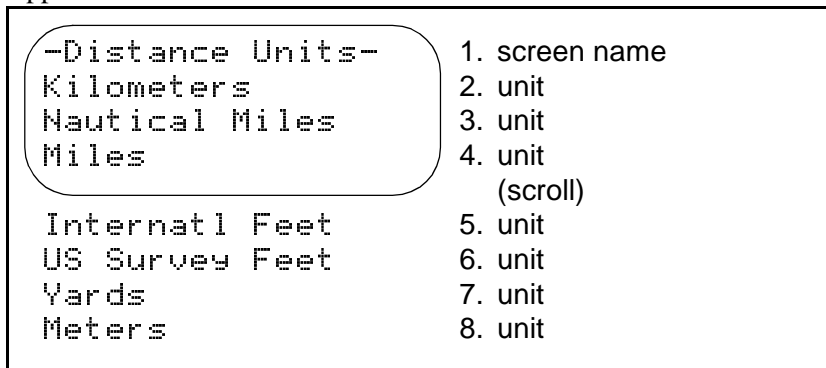 -Distance Units- 1. screen name
Kilometers 2. unit
Nautical Miles 3. unit
Miles 4. unit
(scroll)
Internatl Feet 5. unit
US Survey Feet 6. unit
Yards 7. unit
Meters 8. unit